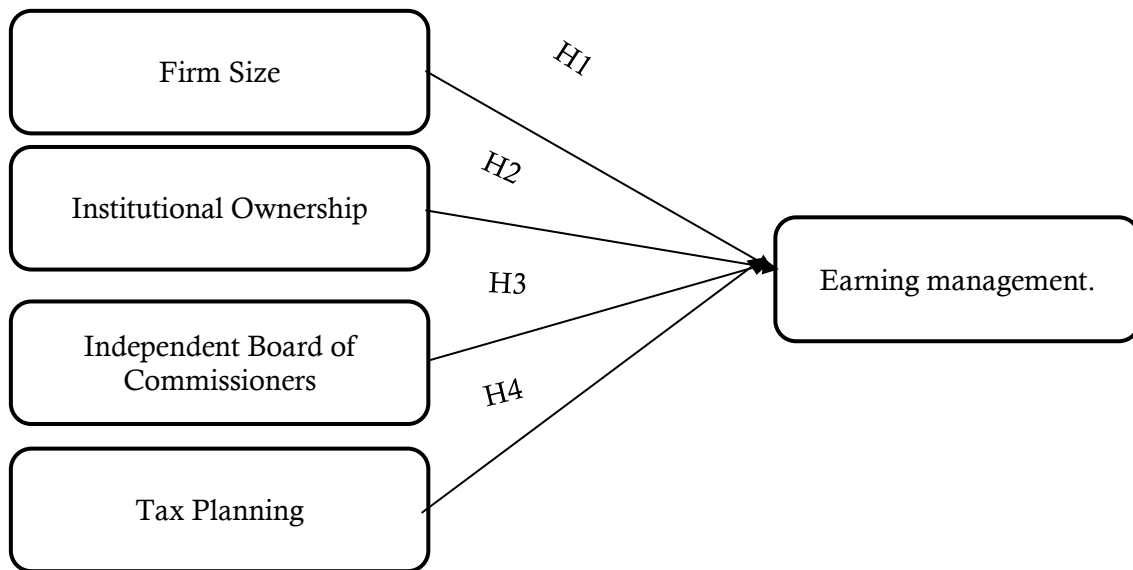 Firm Size
H1
H2
Institutional Ownership
H3
Earning management.
Independent Board of
Commissioners
H4
Tax Planning